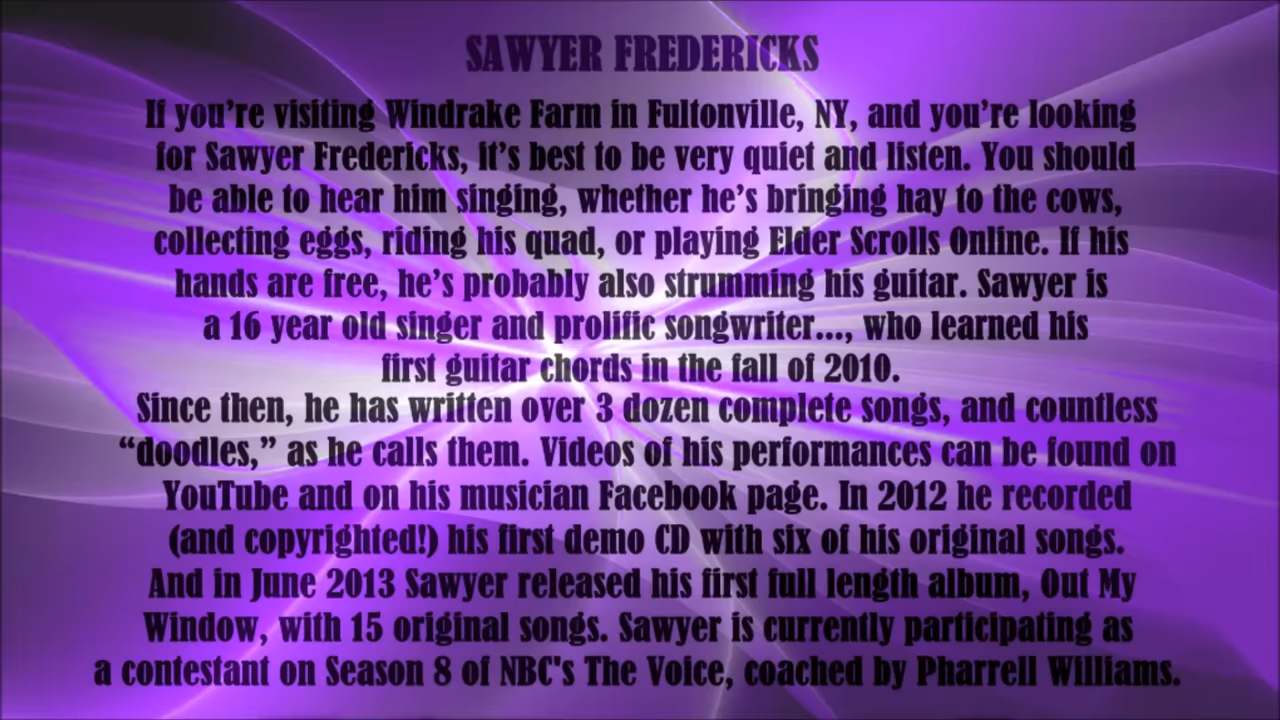 SAWYER FREDERICKS
If you’re visiting Windrake Farm in Fultonville, NY, and you’re looking
for Sawyer Fredericks, it’s best to be very quiet and listen. You should
be able to hear him singing, whether he’s bringing hay to the cows,
collecting eggs, riding his quad, or playing Elder Scrolls Online. If his
hands are free, he’s probably also strumming his guitar. Sawyer is
a 16 year old singer and prolific songwriter..., who learned his
first guitar chords in the fall of 2010.
Since then, he has written over 3 dozen complete songs, and countless
“doodles,” as he calls them. Videos of his performances can be found on
YouTube and on his musician Facebook page. In 2012 he recorded
(and copyrighted!) his first demo CD with six of his original songs.
And in June 2013 Sawyer released his first full length album, Out My
Window, with 15 original songs. Sawyer is currently participating as
a contestant on Season 8 of NBC's The Voice, coached by Pharrell Williams.